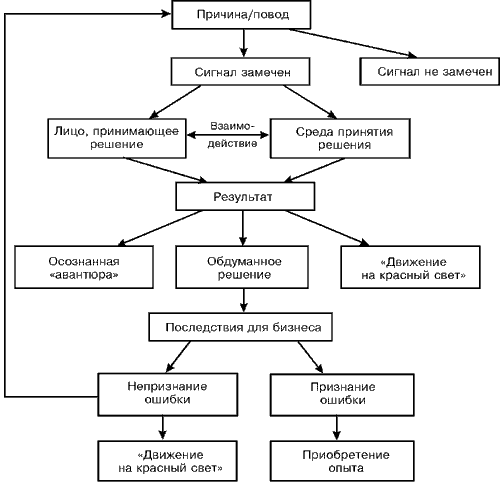 Причина/повод
Сигнал замечен
Сигнал не замечен
Лицо, принимающее
решение
Взаимо-
действие
Среда принятия
решения
Результат
Осознанная
«авантюра»
Обдуманное
решение
«Движение
на красный свет»
Последствия для бизнеса
Непризнание
ошибки
Признание
ошибки
«Движение
на красный свет»
Приобретение
опыта